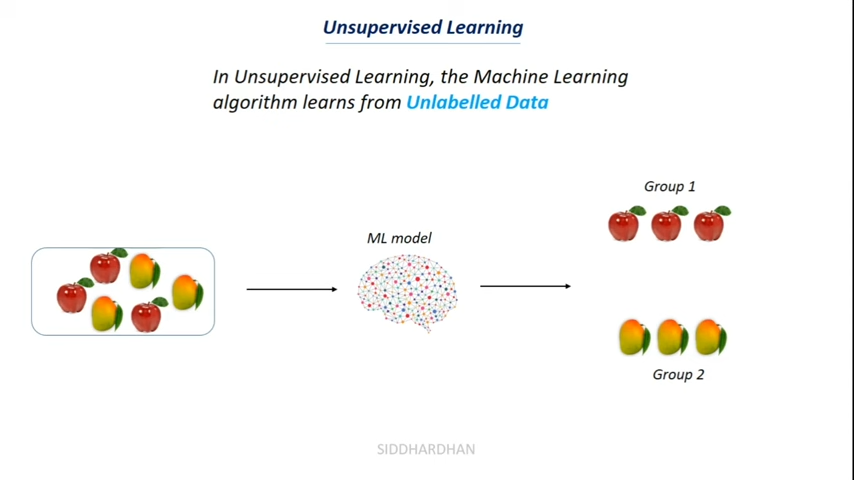 Unsupervised Learning
In Unsupervised Learning, the Machine Learning
algorithm learns from Unlabelled Data
Group 1
ML model
Group 2
SIDDHARDHAN